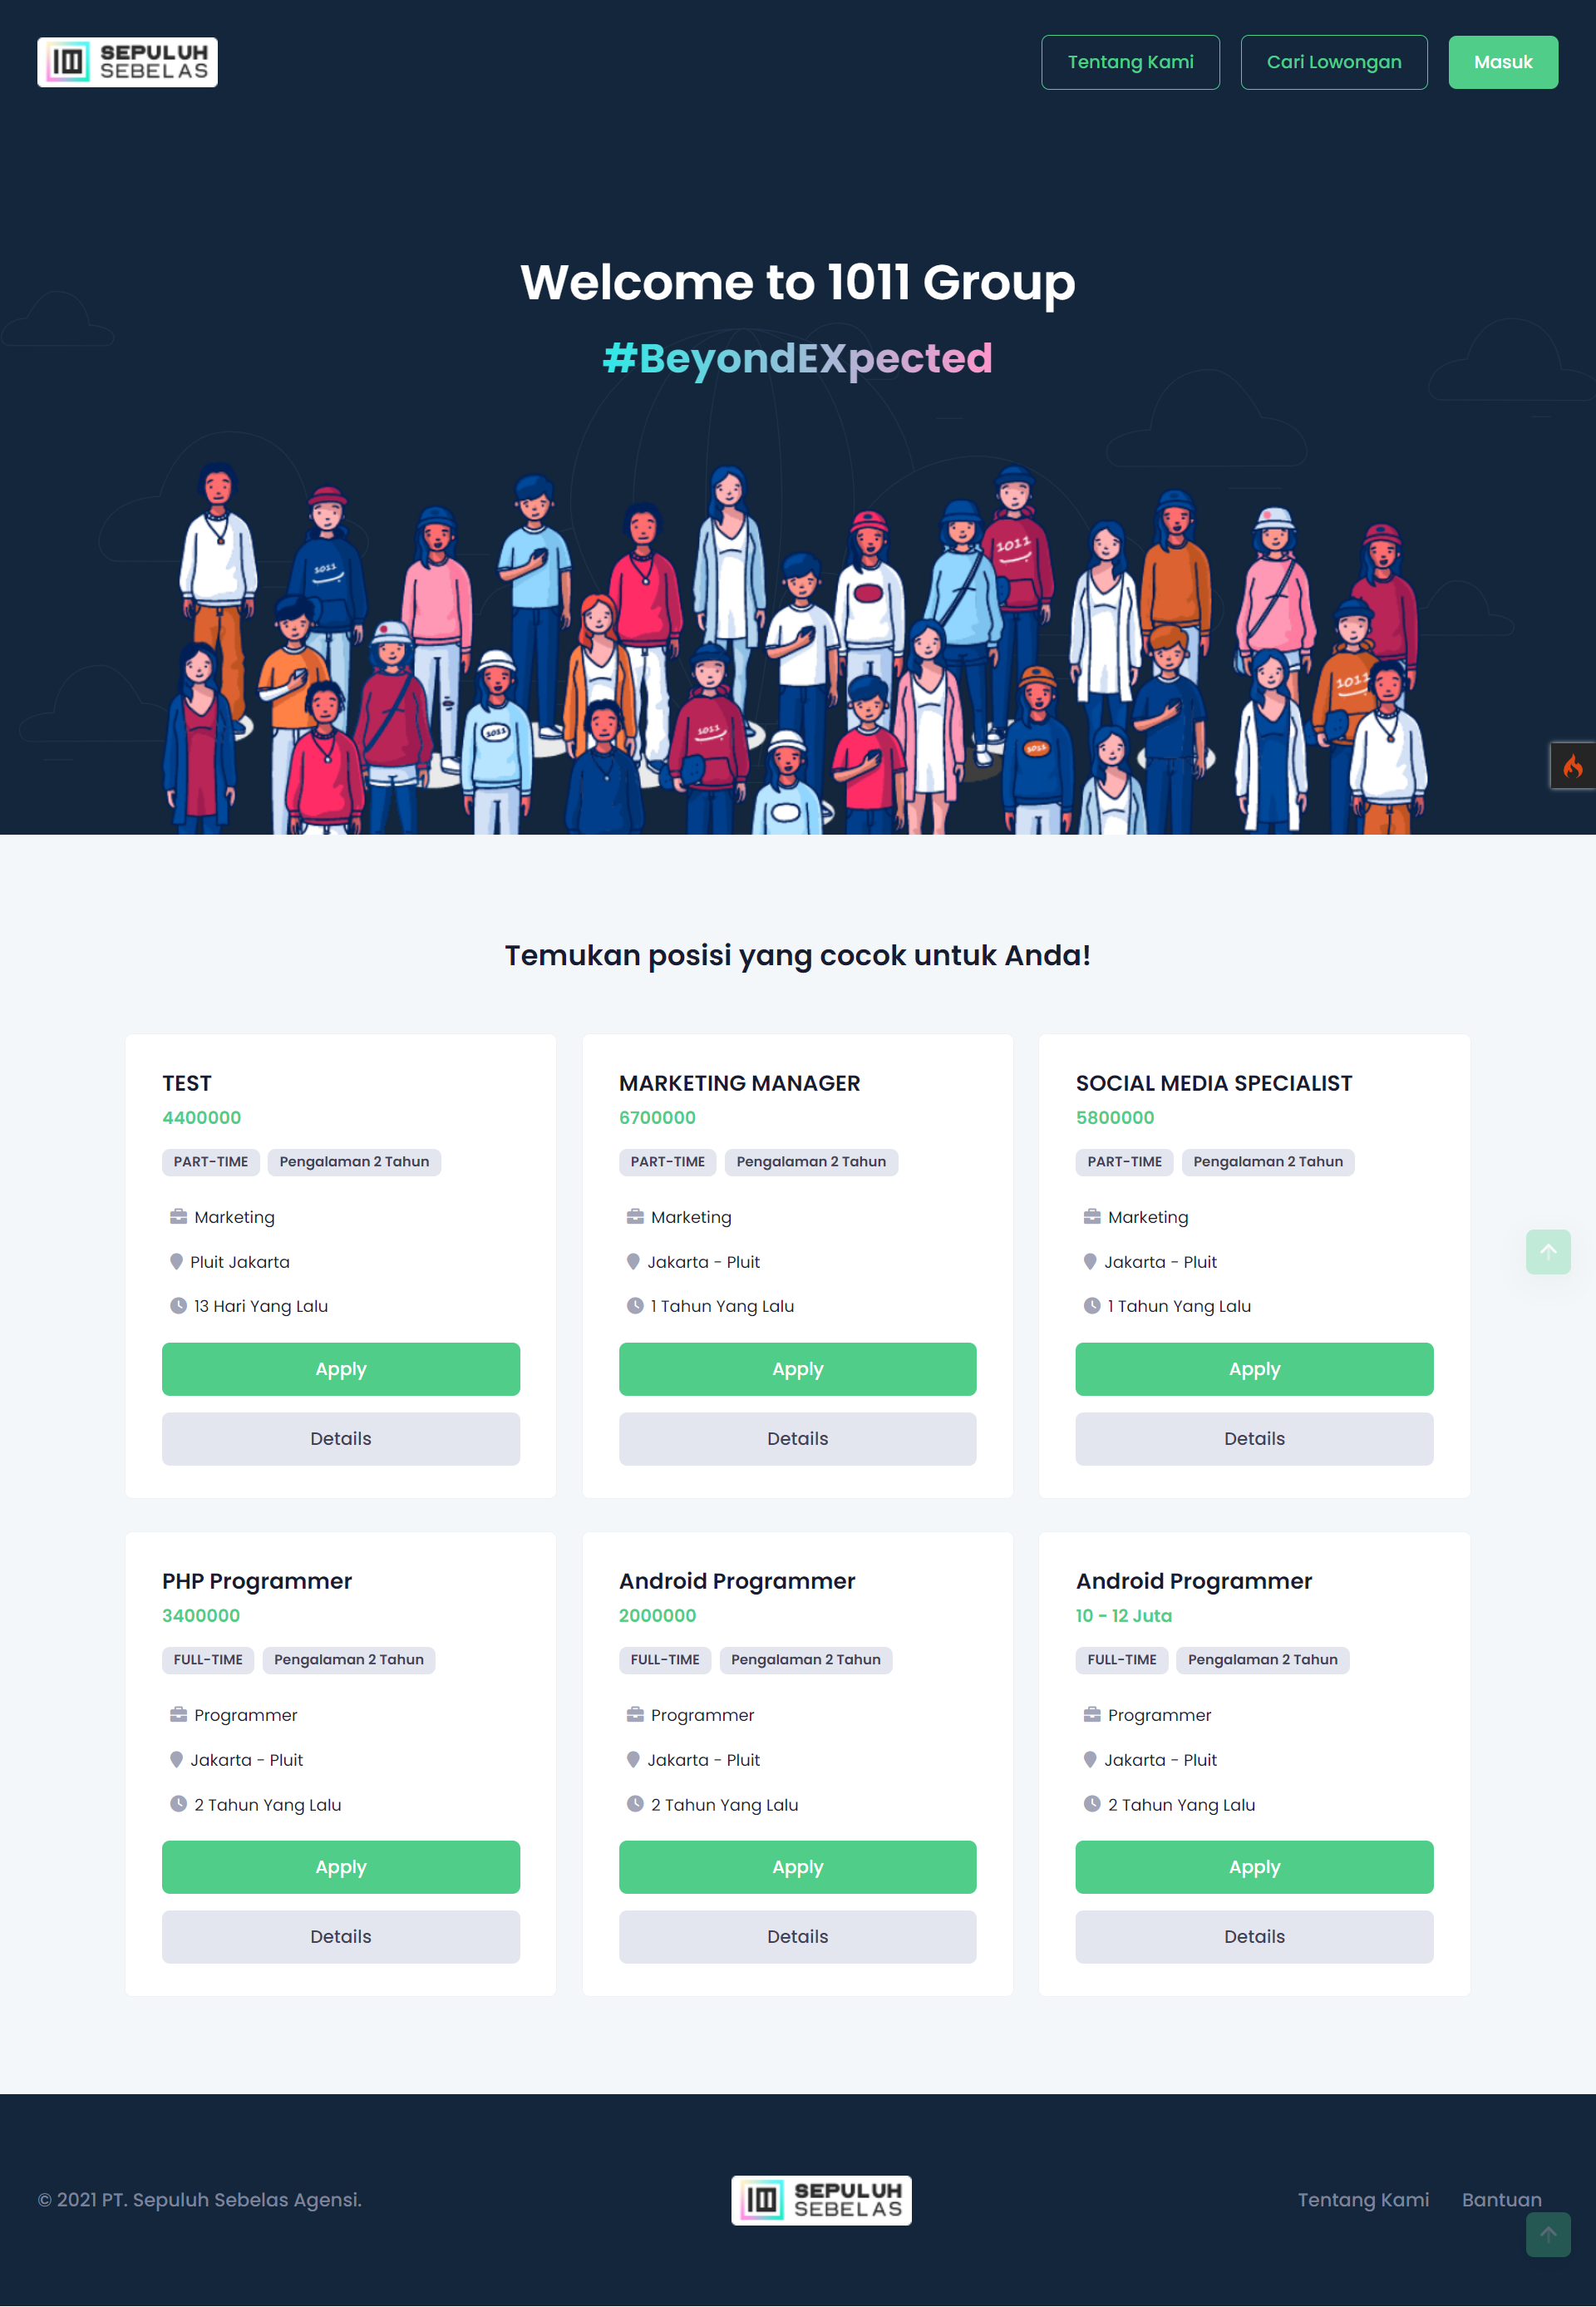 SEPULUH
SEBELAS
Tentang Kami
Cari Lowongan
Masuk
Welcome to 1011 Group
#BeyondEXpected
1011
1011
1011
1011
1011
1011
Temukan posisi yang cocok untuk Anda!
TEST
4400000
PART-TIME Pengalaman 2 Tahun
Marketing
Pluit Jakarta
13 Hari Yang Lalu
Apply
Details
MARKETING MANAGER
6700000
PART-TIME Pengalaman 2 Tahun
Marketing
Jakarta - Pluit
1 Tahun Yang Lalu
Apply
Details
SOCIAL MEDIA SPECIALIST
5800000
PART-TIME Pengalaman 2 Tahun
Marketing
Jakarta - Pluit
1 Tahun Yang Lalu
Apply
Details
PHP Programmer
3400000
FULL-TIME Pengalaman 2 Tahun
Programmer
Jakarta - Pluit
2 Tahun Yang Lalu
Apply
Details
Android Programmer
2000000
FULL-TIME Pengalaman 2 Tahun
Programmer
Jakarta - Pluit
2 Tahun Yang Lalu
Apply
Details
Android Programmer
10 - 12 Juta
FULL-TIME Pengalaman 2 Tahun
Programmer
Jakarta - Pluit
2 Tahun Yang Lalu
Apply
Details
© 2021 PT. Sepuluh Sebelas Agensi.
SEPULUH
SEBELAS
Tentang Kami
Bantuan